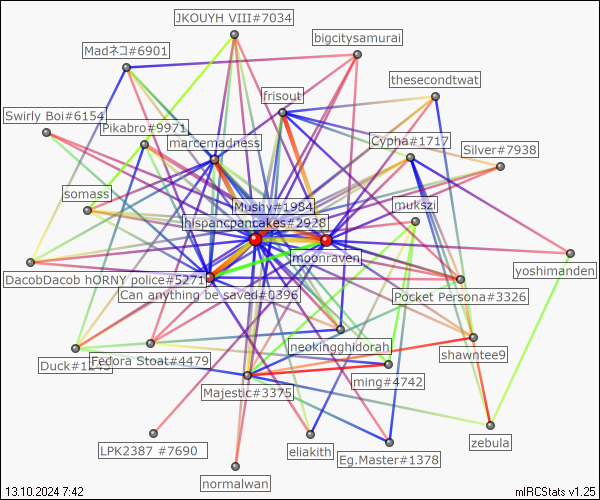 JKOUYH VIII#7034
bigcitysamurai
Madネコ#6901
thesecondtwat
frisout
Swirly Boi#6154
Pikabro#9971
marcemadness
Cypha#1717
Silver#7938
somass
Mushy#1984
mukszi
hispancpancakes#2928
moonraven
yoshimanden
DacobDacob hORNY police#5271
Can anything be saved#0396
Pocket Persona#3326
neokingghidorah
shawntee9
Fedora Stoat#4479
ming#4742
Majestic#3375
zebula
LPK2387 #7690
eliakith
Eg.Master#1378
normalwan
13.10.2024 7:42
mIRCStats v1.25